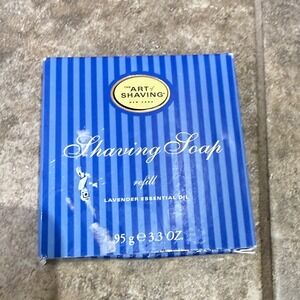 THE
ART of
SHAVING®
NEW YORK
Shaving Soap
refill
LAVENDER ESSENTIAL OIL
95 g ℮ 3.3 OZ.